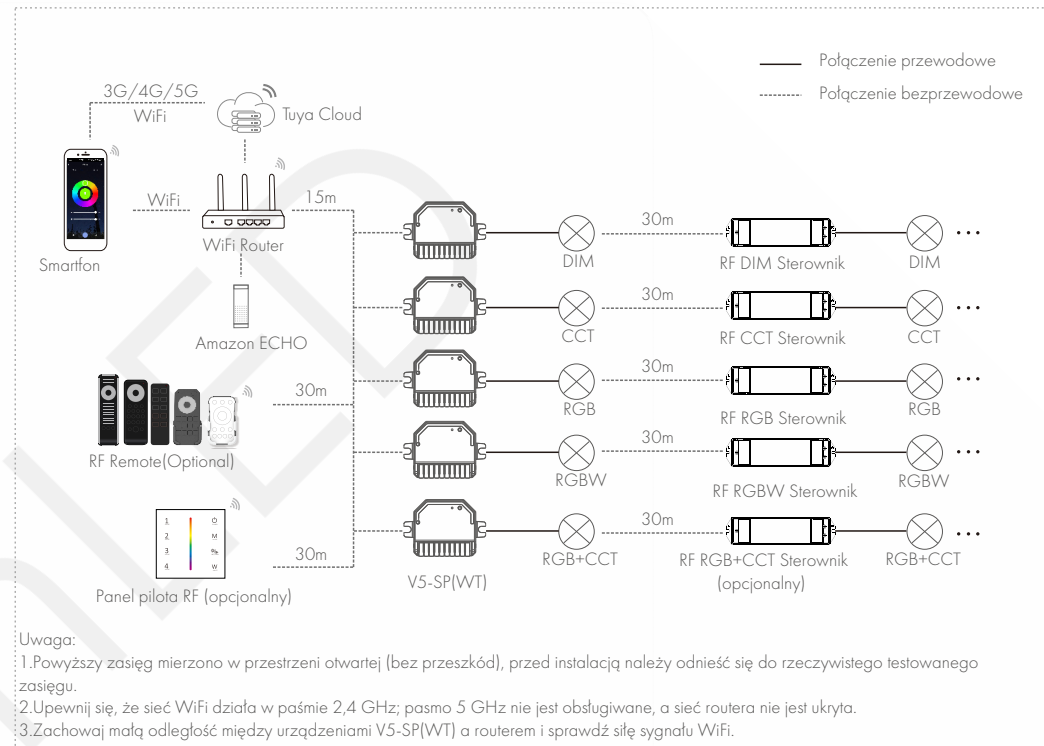 Połączenie przewodowe
Połączenie bezprzewodowe
3G/4G/5G
WiFi
Tuya Cloud
WiFi
15m
WiFi Router
Smartfon
Amazon ECHO
30m
RF Remote(Optional)
1
2
3
4
M
%
W
30m
Panel pilota RF (opcjonalny)
V5-SP(WT)
DIM
30m
RF DIM Sterownik
DIM
CCT
30m
RF CCT Sterownik
CCT
RGB
30m
RF RGB Sterownik
RGB
RGBW
30m
RF RGBW Sterownik
RGBW
RGB+CCT
30m
RF RGB+CCT Sterownik
(opcjonalny)
RGB+CCT
Uwaga:
1.Powyższy zasięg mierzono w przestrzeni otwartej (bez przeszkód), przed instalacją należy odnieść się do rzeczywistego testowanego
zasięgu.
2.Upewnij się, że sieć WiFi działa w paśmie 2,4 GHz; pasmo 5 GHz nie jest obsługiwane, a sieć routera nie jest ukryta.
3.Zachowaj małą odległość między urządzeniami V5-SP(WT) a routerem i sprawdź siłę sygnału WiFi.